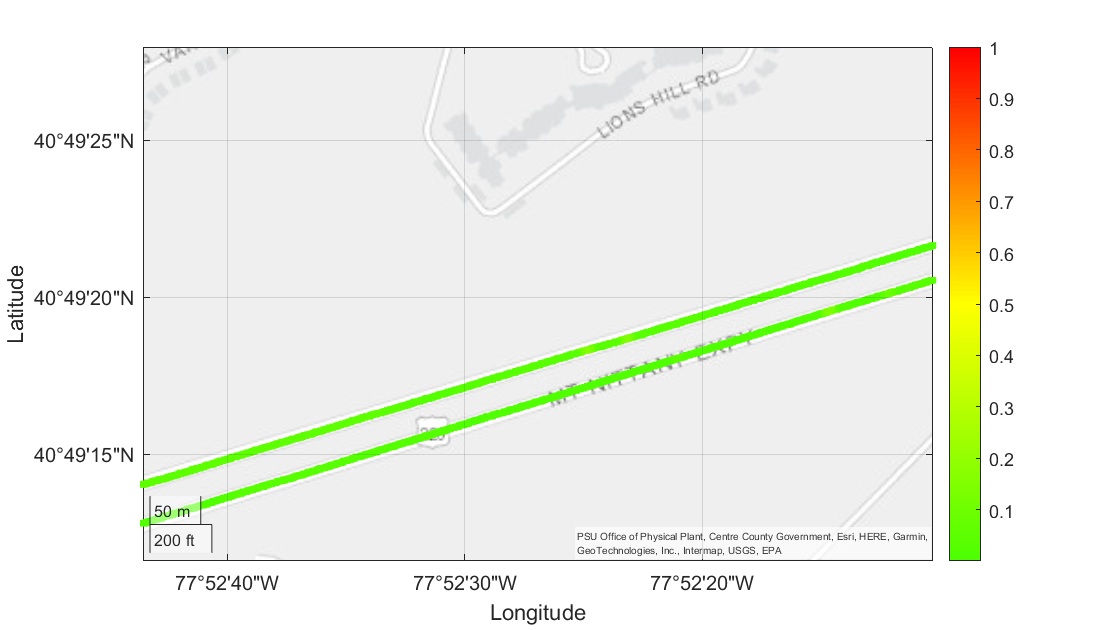 LIONS HILL RD
MT NITTANY EXPY
40°49'25"N
40°49'20"N
40°49'15"N
Latitude
50 m
200 ft
PSU Office of Physical Plant, Centre County Government, Esri, HERE, Garmin,
GeoTechnologies, Inc., Intermap, USGS, EPA
77°52'40"W
77°52'30"W
77°52'20"W
Longitude
1
0.9
0.8
0.7
0.6
0.5
0.4
0.3
0.2
0.1